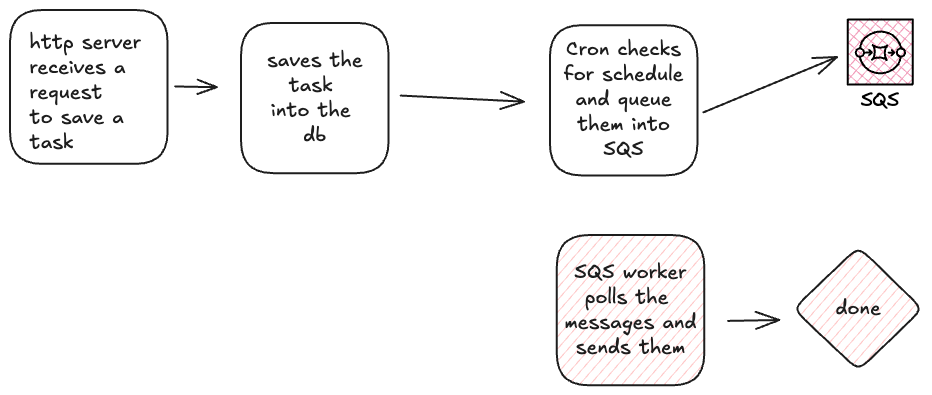 http server
receives a
request
to save a
task
saves the
task
into the
db
Cron checks
for schedule
and queue
them into
SQS
SQS
SQS worker
polls the
messages and
sends them
done